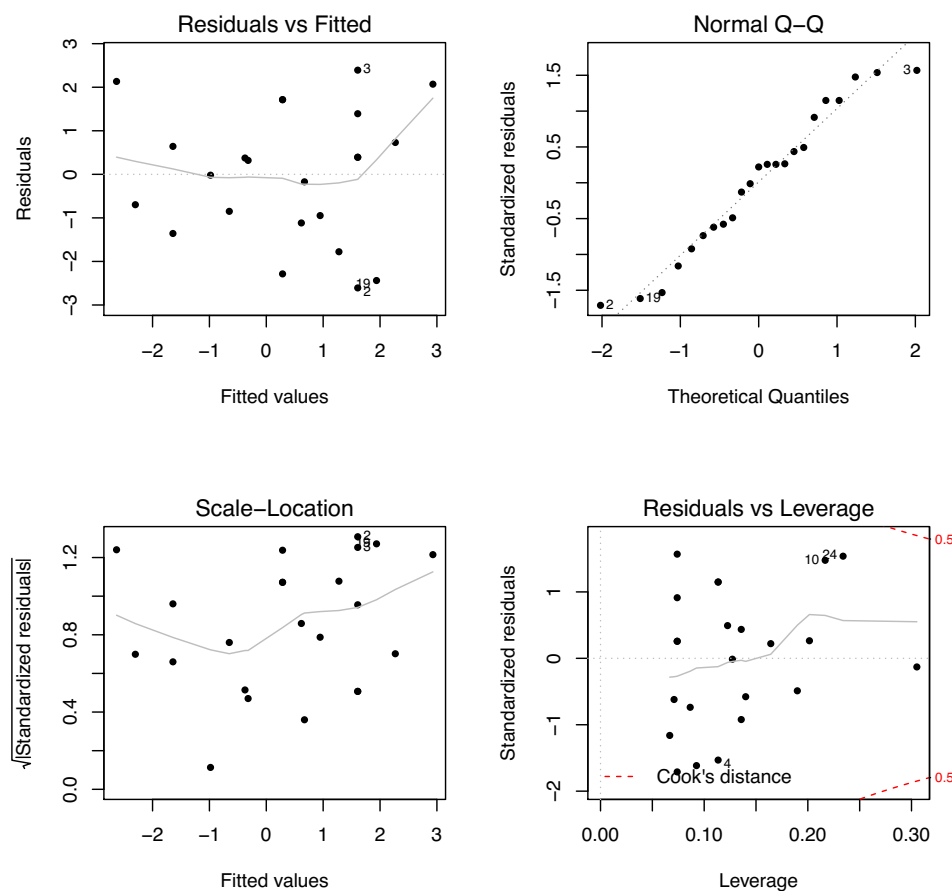 Residuals vs Fitted
Residuals
3
2
1
0
−1
−2
−3
3
19
2
−2 −1 0 1 2 3
Fitted values
Normal Q−Q
Standardized residuals
1.5
0.5
−0.5
−1.5
3
19
2
−2 −1 0 1 2
Theoretical Quantiles
Scale−Location
√|Standardized residuals|
1.2
0.8
0.4
0.0
2
3
−2 −1 0 1 2 3
Fitted values
Residuals vs Leverage
Standardized residuals
1
0
−1
−2
0.5
10
24
4
Cook's distance
0.5
0.00 0.10 0.20 0.30
Leverage